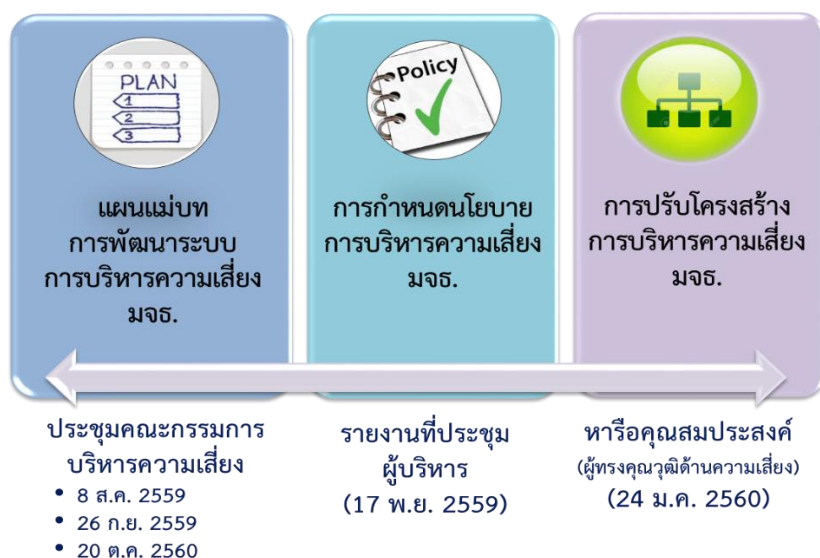 PLAN
1
2
3
แผนแม่บท
การพัฒนาระบบ
การบริหารความเสี่ยง
มจธ.
Policy
การกำหนดนโยบาย
การบริหารความเสี่ยง
มจธ.
การปรับโครงสร้าง
การบริหารความเสี่ยง
มจธ.
ประชุมคณะกรรมการ
บริหารความเสี่ยง
• 8 ส.ค. 2559
• 26 ก.ย. 2559
• 20 ต.ค. 2560
รายงานที่ประชุม
ผู้บริหาร
(17 พ.ย. 2559)
หารือคุณสมประสงค์
(ผู้ทรงคุณวุฒิด้านความเสี่ยง)
(24 ม.ค. 2560)